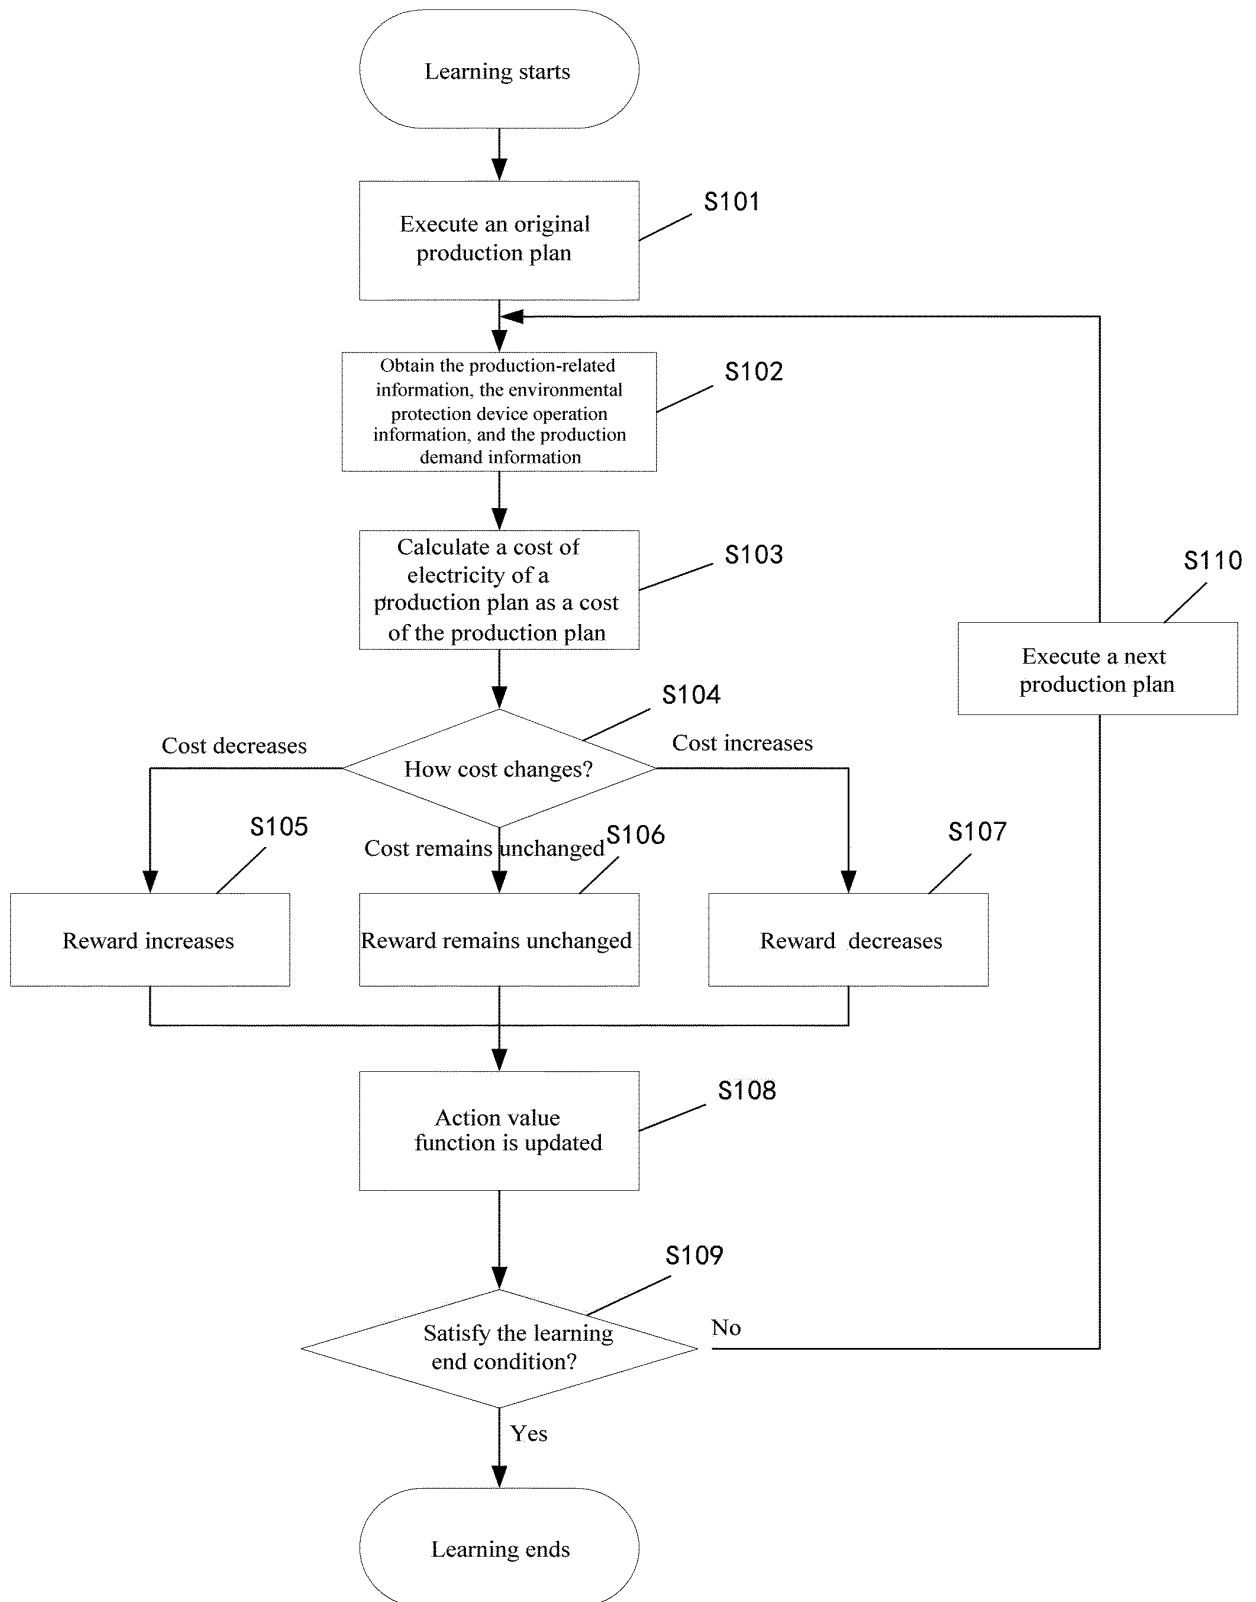 Learning starts
S101
Execute an original
production plan
S102
Obtain the production-related
information, the environmental
protection device operation
information, and the production
demand information
S103
Calculate a cost of
electricity of a
production plan as a cost
of the production plan
S110
Execute a next
production plan
S104
Cost decreases
Cost increases
How cost changes?
S105
Cost remains unchanged
S106
S107
Reward increases
Reward remains unchanged
Reward decreases
S108
Action value
function is updated
S109
Satisfy the learning
end condition?
No
Yes
Learning ends